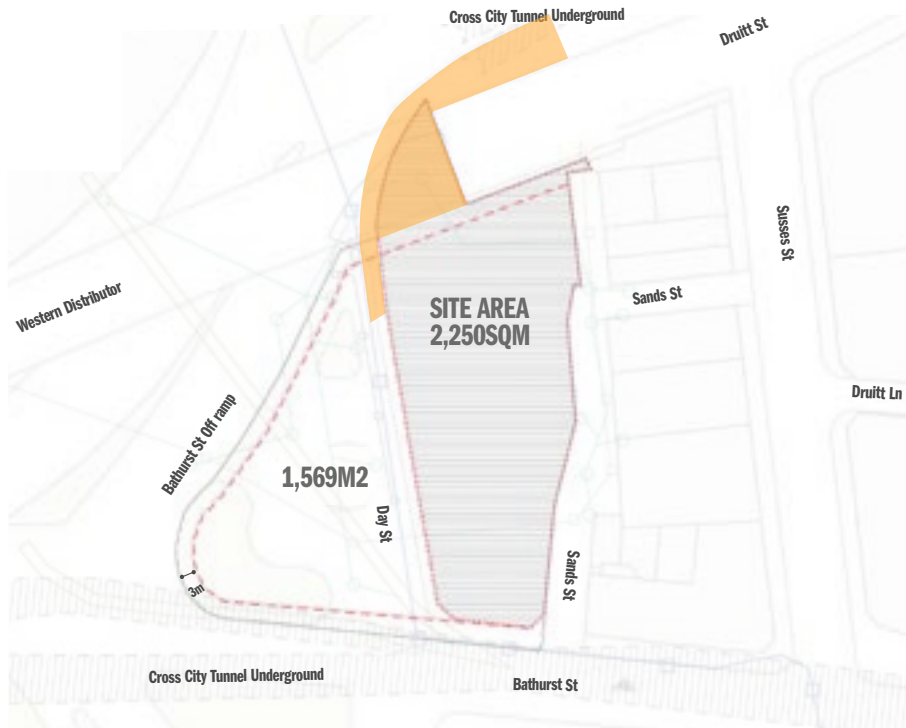 Cross City Tunnel Underground
Druitt St
Susses St
Western Distributor
SITE AREA
2,250SQM
Sands St
Druitt Ln
Bathurst St Off ramp
1,569M2
Day St
Sands St
3m
Cross City Tunnel Underground
Bathurst St